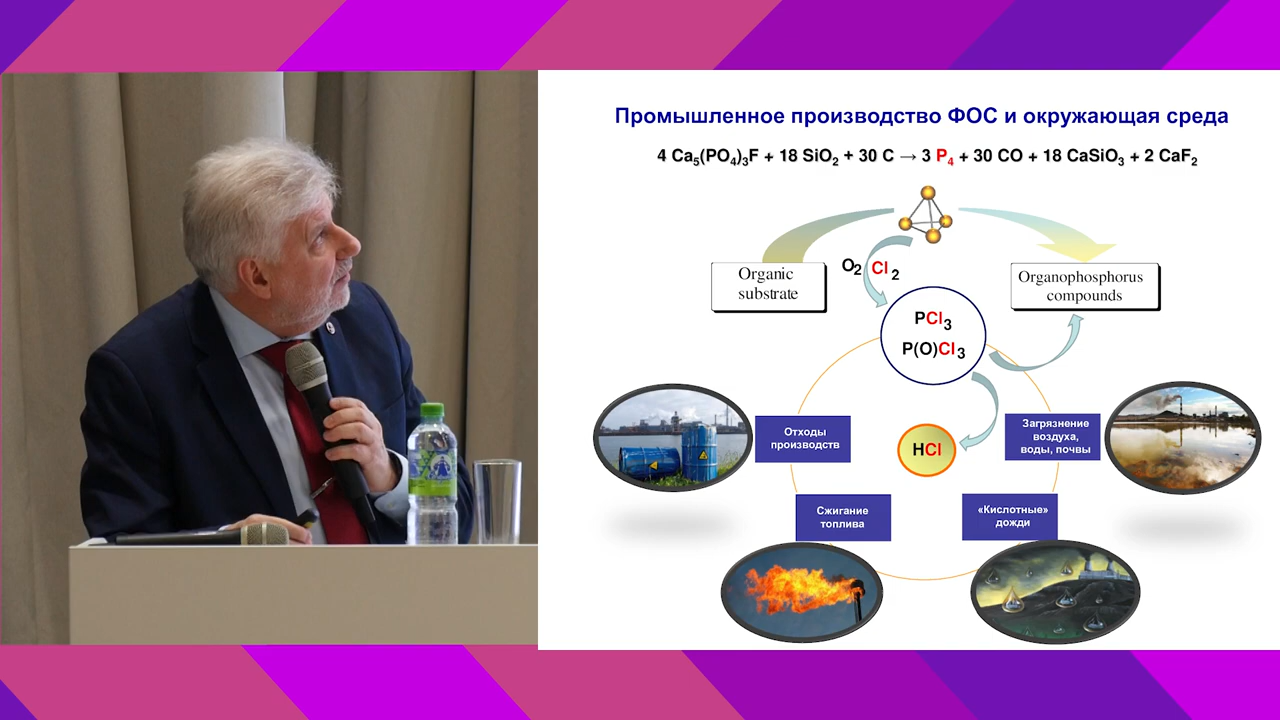 Промышленное производство ФОС и окружающая среда
4 Ca₅(PO₄)₃F + 18 SiO₂ + 30 C → 3 P₄ + 30 CO + 18 CaSiO₃ + 2 CaF₂
O₂ Cl₂
Organic
substrate
Organophosphorus
compounds
PCl₃
P(O)Cl₃
Отходы
производств
HCl
Загрязнение
воздуха,
воды, почвы
Сжигание
топлива
«Кислотные»
дожди